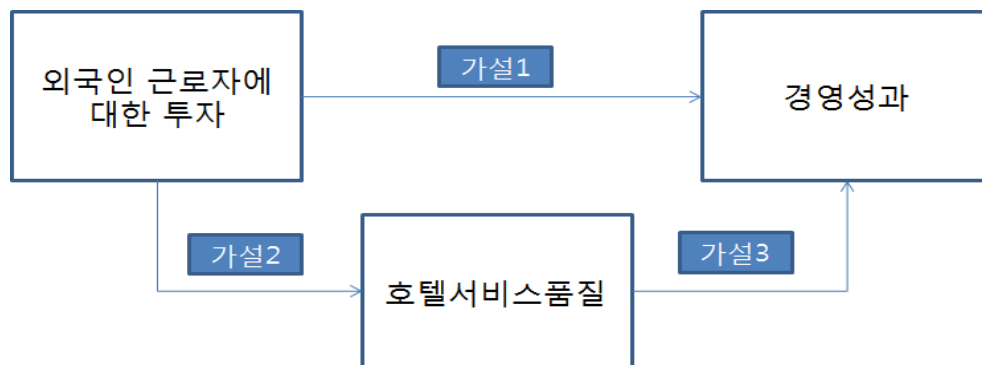 외국인 근로자에
대한 투자
가설1
경영성과
가설2
호텔서비스품질
가설3